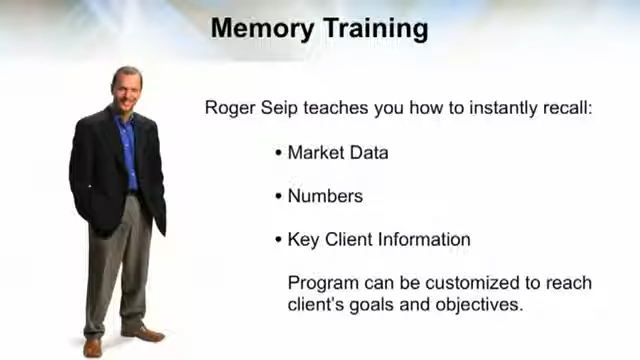 Memory Training
Roger Seip teaches you how to instantly recall:
• Market Data
• Numbers
• Key Client Information
Program can be customized to reach
client's goals and objectives.